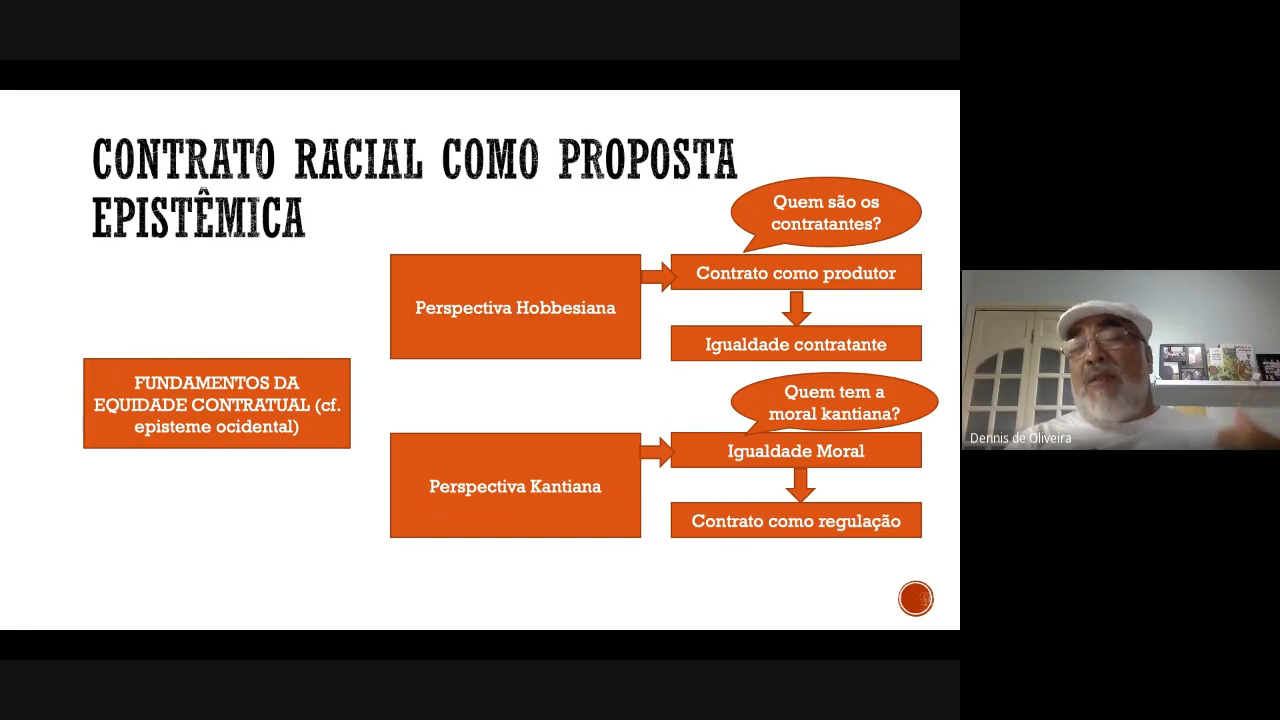 CONTRATO RACIAL COMO PROPOSTA
EPISTÊMICA
Quem são os
contratantes?
Perspectiva Hobbesiana
Contrato como produtor
Igualdade contratante
FUNDAMENTOS DA
EQUIDADE CONTRATUAL (cf.
episteme ocidental)
Quem tem a
moral kantiana?
Perspectiva Kantiana
Igualdade Moral
Contrato como regulação
Dennis de Oliveira